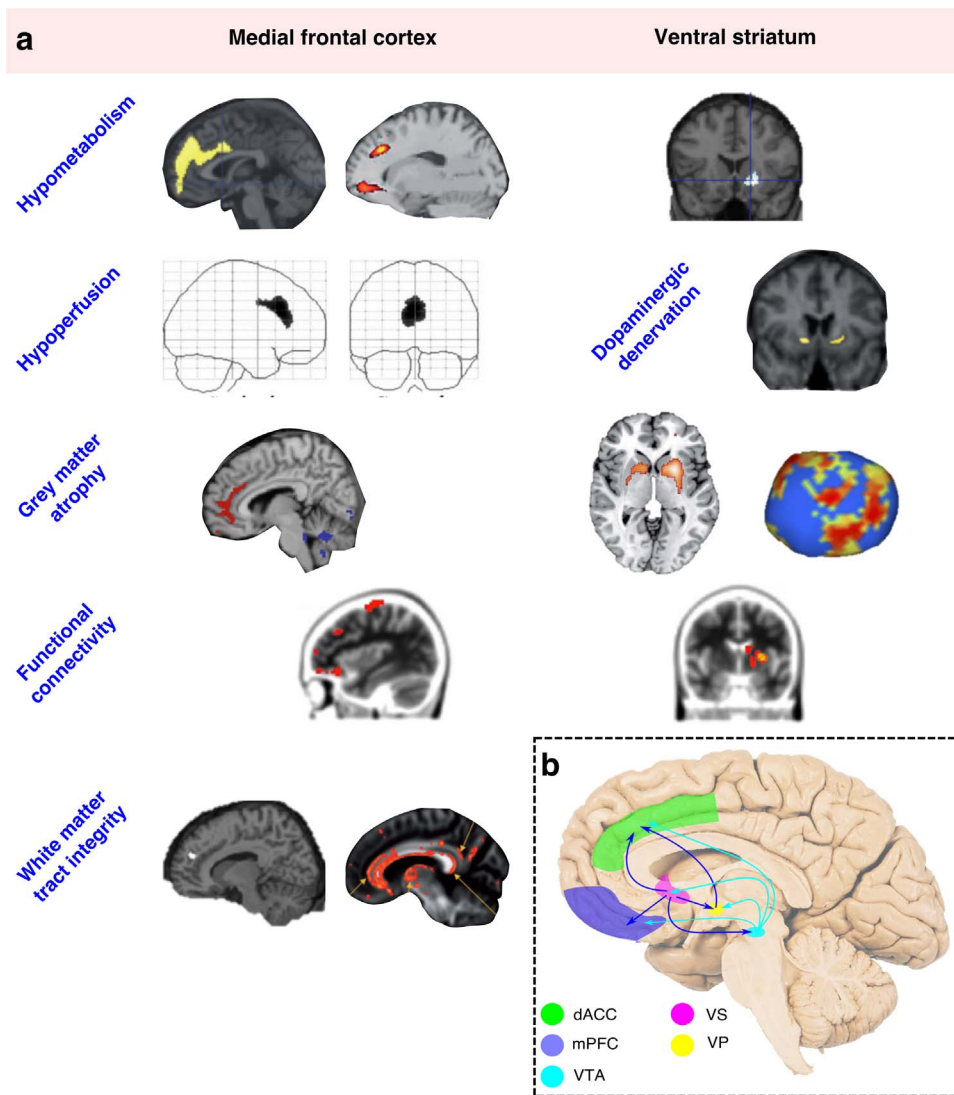 a
Medial frontal cortex
Ventral striatum
Hypometabolism
Hypoperfusion
Dopaminergic
denervation
Grey matter
atrophy
Functional
connectivity
White matter
tract integrity
b
dACC
VS
mPFC
VP
VTA